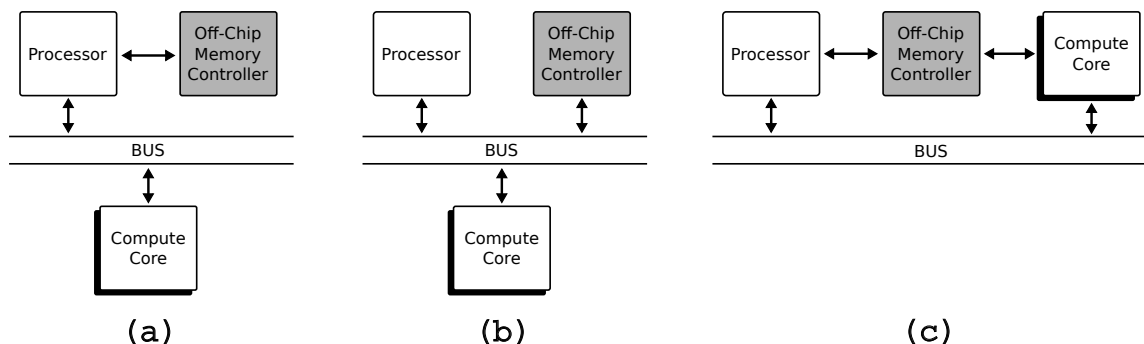 Processor
Off-Chip
Memory
Controller
BUS
Compute
Core
(a)
Processor
Off-Chip
Memory
Controller
BUS
Compute
Core
(b)
Processor
Off-Chip
Memory
Controller
Compute
Core
BUS
(c)